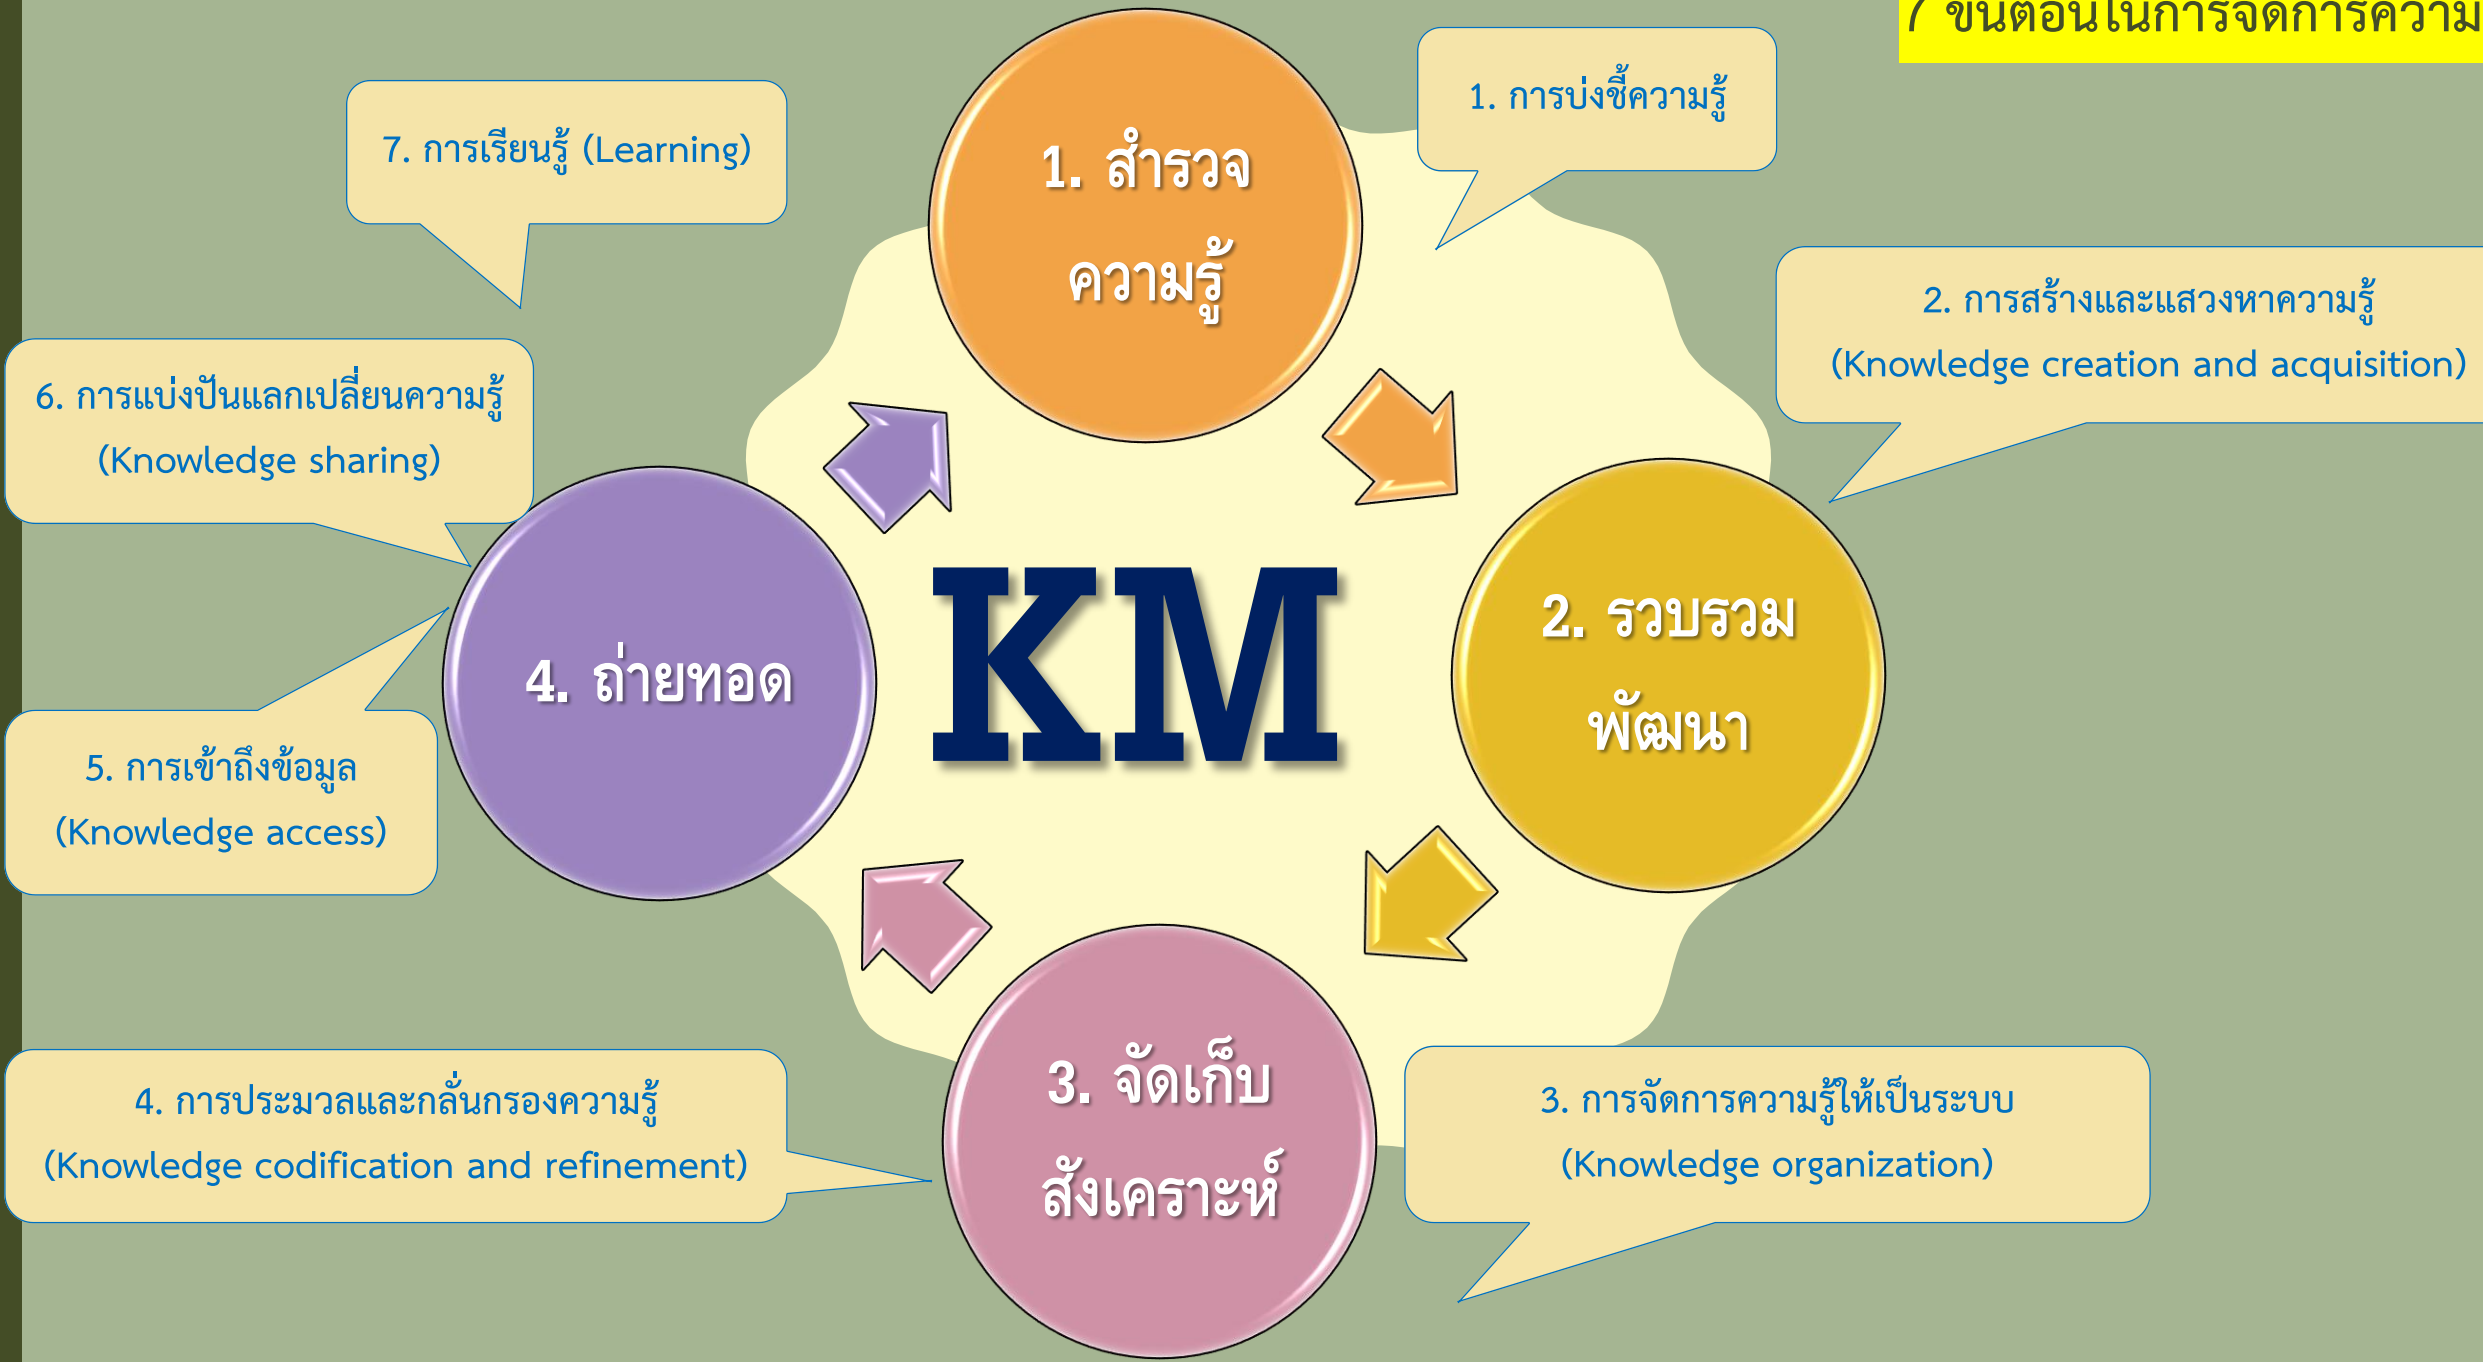 7 ขั้นตอนในการจัดการความ
1. การบ่งชี้ความรู้
7. การเรียนรู้ (Learning)
1. สำรวจ
ความรู้
2. การสร้างและแสวงหาความรู้
(Knowledge creation and acquisition)
6. การแบ่งปันแลกเปลี่ยนความรู้
(Knowledge sharing)
KM
2. รวบรวม
พัฒนา
4. ถ่ายทอด
5. การเข้าถึงข้อมูล
(Knowledge access)
3. จัดเก็บ
สังเคราะห์
4. การประมวลและกลั่นกรองความรู้
(Knowledge codification and refinement)
3. การจัดการความรู้ให้เป็นระบบ
(Knowledge organization)